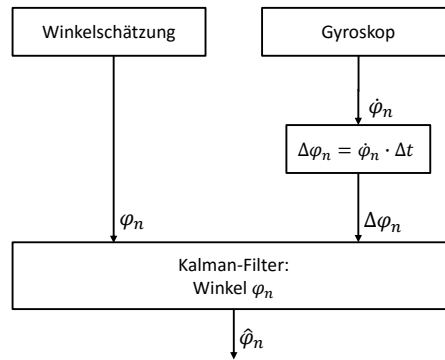 Winkelschätzung
Gyroskop
φ̇ₙ
Δφₙ = φ̇ₙ · Δt
φₙ
Δφₙ
Kalman-Filter:
Winkel φₙ
φ̂ₙ